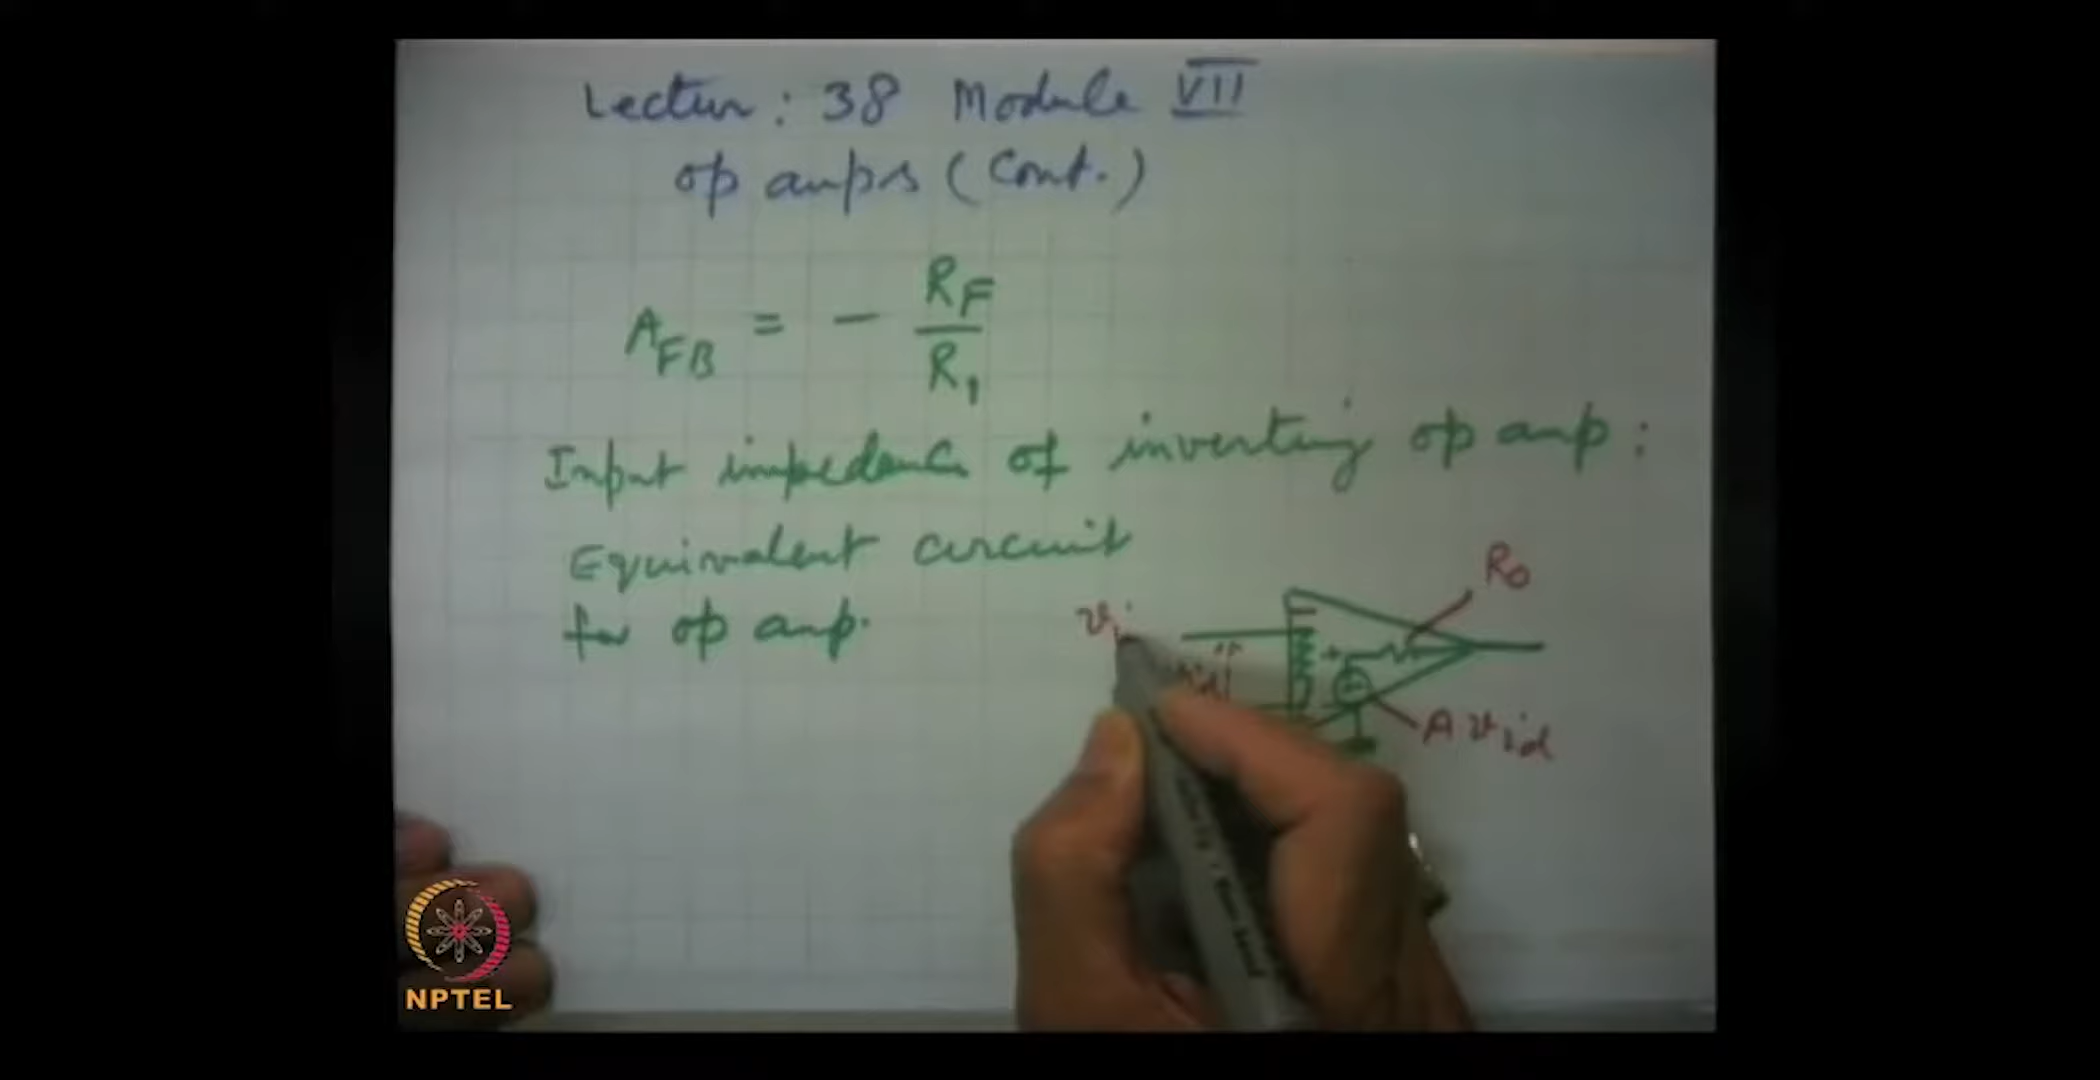 Lectur: 38 Module VII
op amps (Cont.)
A_FB = - R_F / R_1
Input impedance of inverting op amp:
Equivalent circuit
for op amp.
R_o
v_i
+
A v_id
NPTEL